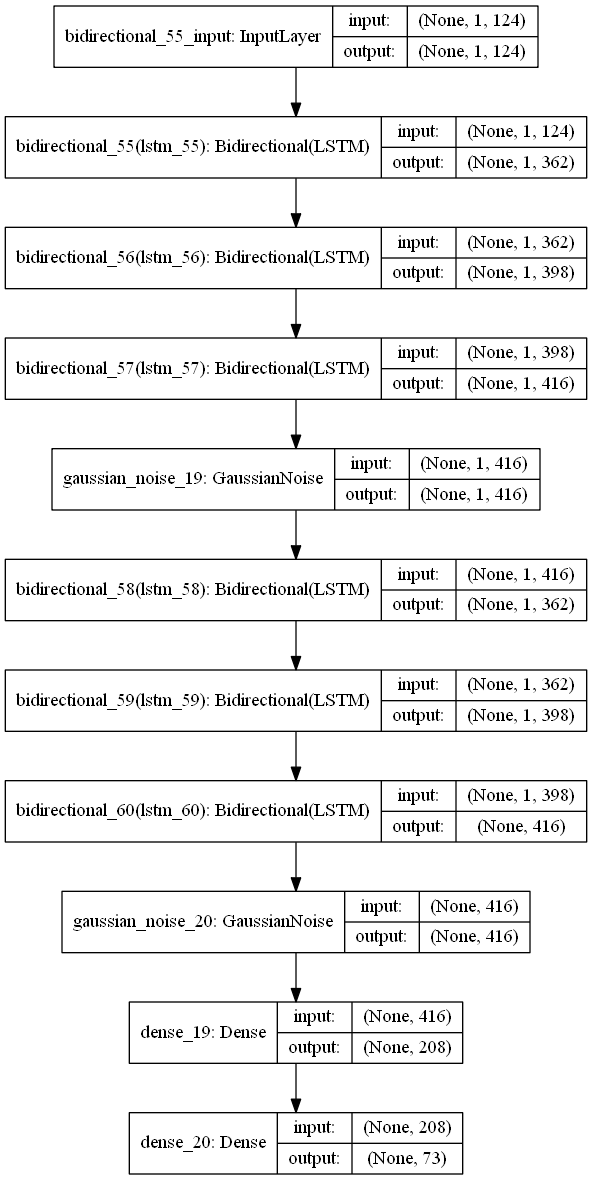 bidirectional_55_input: InputLayer
input: (None, 1, 124)
output: (None, 1, 124)
bidirectional_55(lstm_55): Bidirectional(LSTM)
input: (None, 1, 124)
output: (None, 1, 362)
bidirectional_56(lstm_56): Bidirectional(LSTM)
input: (None, 1, 362)
output: (None, 1, 398)
bidirectional_57(lstm_57): Bidirectional(LSTM)
input: (None, 1, 398)
output: (None, 1, 416)
gaussian_noise_19: GaussianNoise
input: (None, 1, 416)
output: (None, 1, 416)
bidirectional_58(lstm_58): Bidirectional(LSTM)
input: (None, 1, 416)
output: (None, 1, 362)
bidirectional_59(lstm_59): Bidirectional(LSTM)
input: (None, 1, 362)
output: (None, 1, 398)
bidirectional_60(lstm_60): Bidirectional(LSTM)
input: (None, 1, 398)
output: (None, 416)
gaussian_noise_20: GaussianNoise
input: (None, 416)
output: (None, 416)
dense_19: Dense
input: (None, 416)
output: (None, 208)
dense_20: Dense
input: (None, 208)
output: (None, 73)